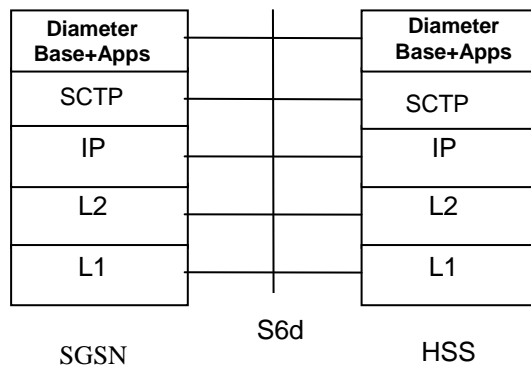 Diameter
Base+Apps
SCTP
IP
L2
L1
SGSN
S6d
Diameter
Base+Apps
SCTP
IP
L2
L1
HSS